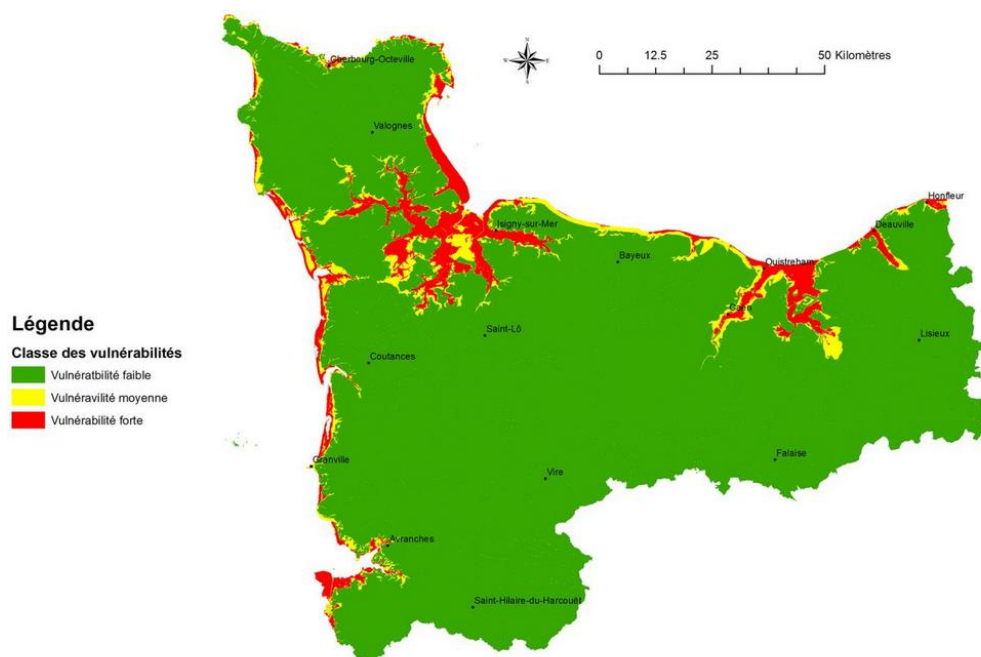 N
0 12.5 25 50 Kilomètres
Cherbourg-Octeville
Valognes
Honfleur
Isigny-sur-Mer
Deauville
Bayeux
Ouistreham
Caen
Légende
Saint-Lô
Lisieux
Classe des vulnérabilités
Coutances
Vulnératbilité faible
Vulnéravilité moyenne
Vulnérabilité forte
Granville
Falaise
Vire
Avranches
Saint-Hilaire-du-Harcouët